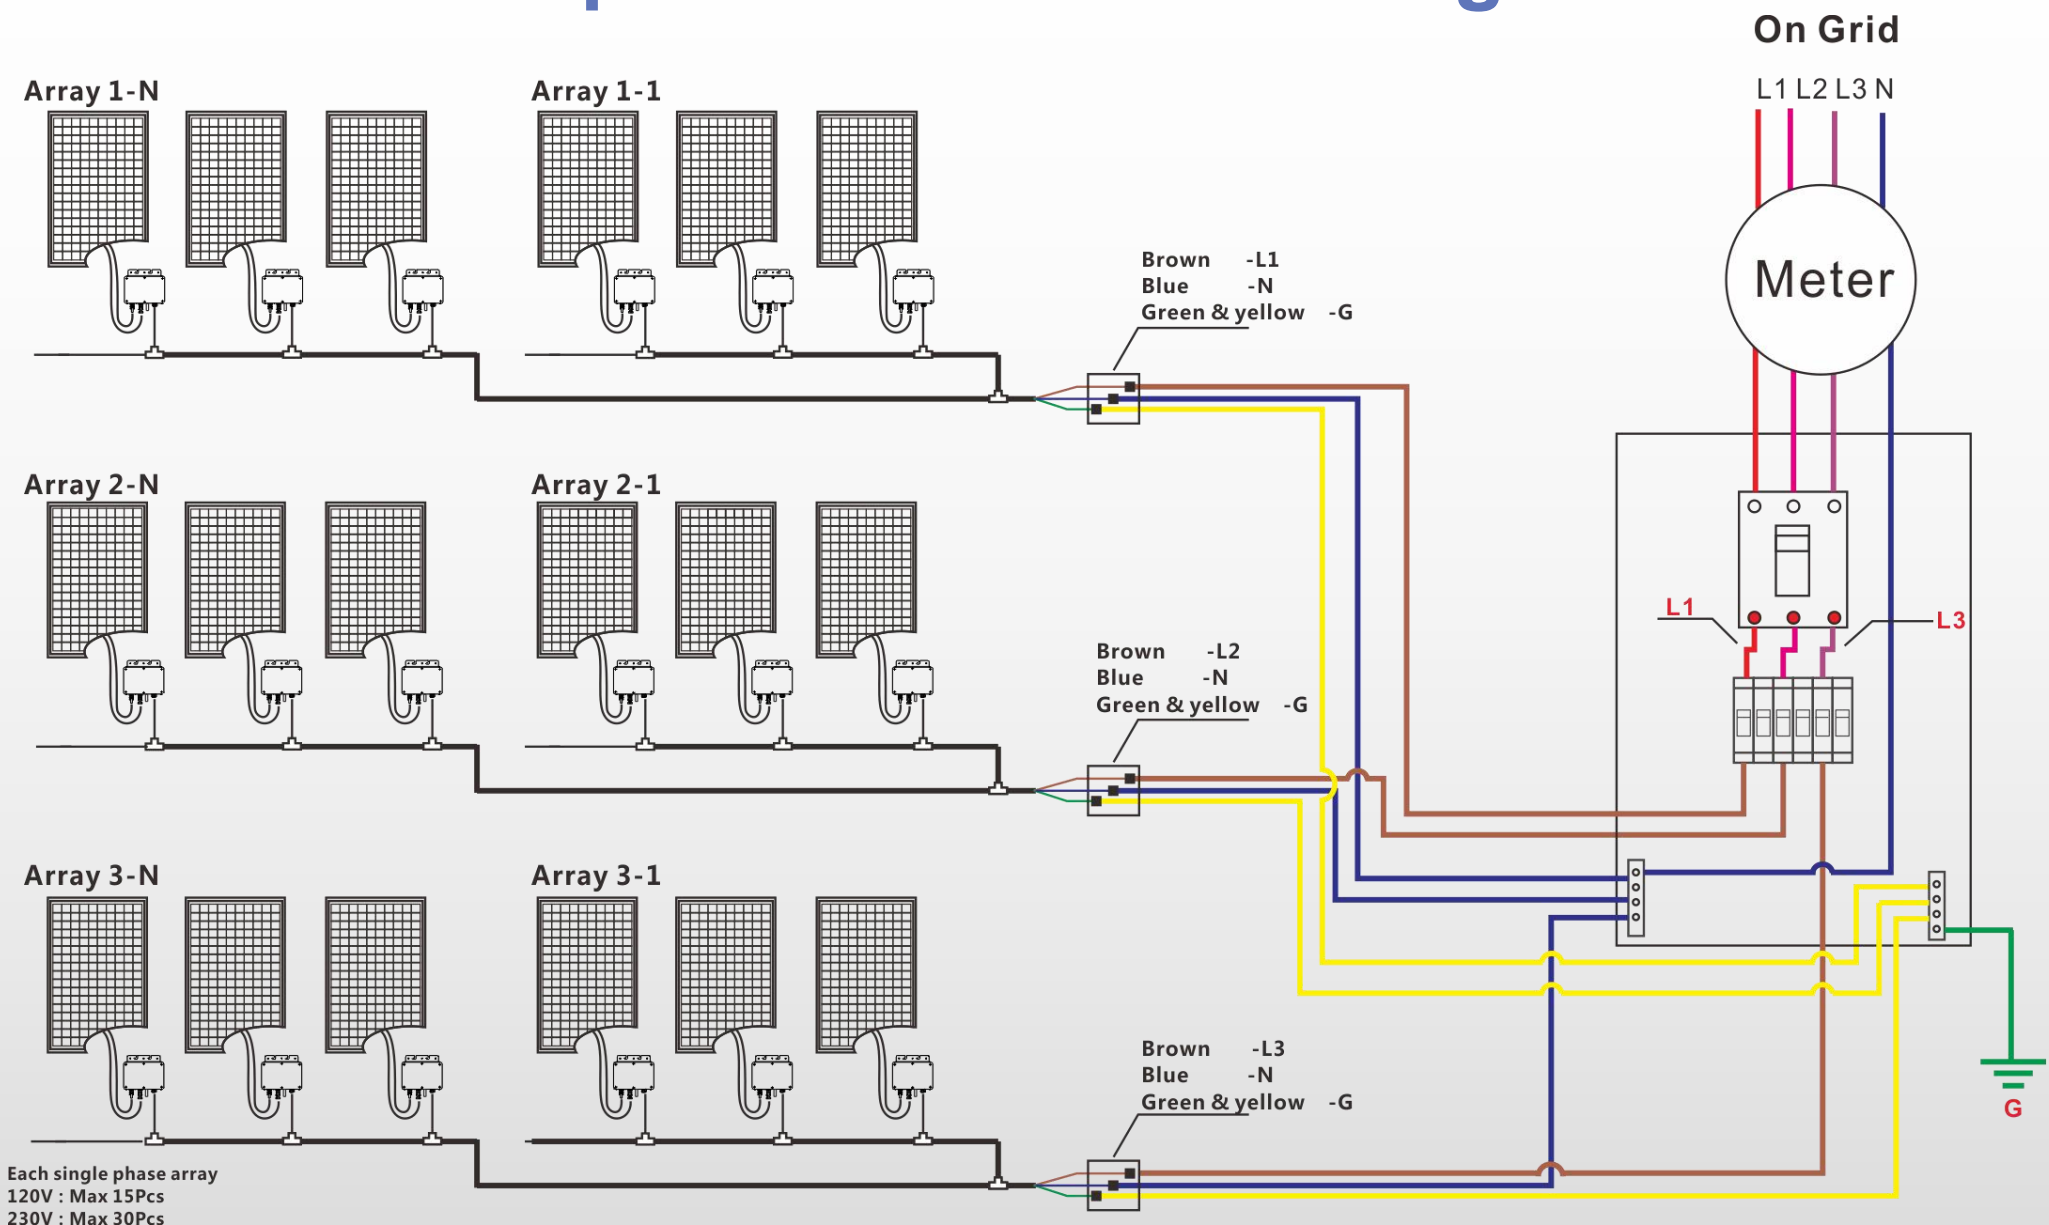 On Grid
L1 L2 L3 N
Array 1-N
Array 1-1
Brown -L1
Blue -N
Green & yellow -G
Meter
Array 2-N
Array 2-1
L1
L3
Brown -L2
Blue -N
Green & yellow -G
Array 3-N
Array 3-1
Brown -L3
Blue -N
Green & yellow -G
G
Each single phase array
120V : Max 15Pcs
230V : Max 30Pcs